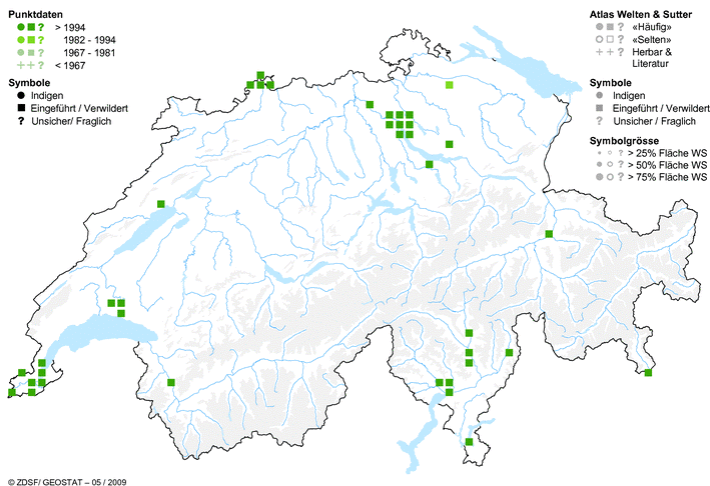 Punktdaten
? > 1994
? 1982 - 1994
? 1967 - 1981
? < 1967
Symbole
Indigen
Eingeführt / Verwildert
? Unsicher/ Fraglich
Atlas Welten & Sutter
? «Häufig»
? «Selten»
? Herbar &
Literatur
Symbole
Indigen
Eingeführt / Verwildert
? Unsicher/ Fraglich
Symbolgrösse
? > 25% Fläche WS
? > 50% Fläche WS
? > 75% Fläche WS
© ZDSF/ GEOSTAT – 05 / 2009